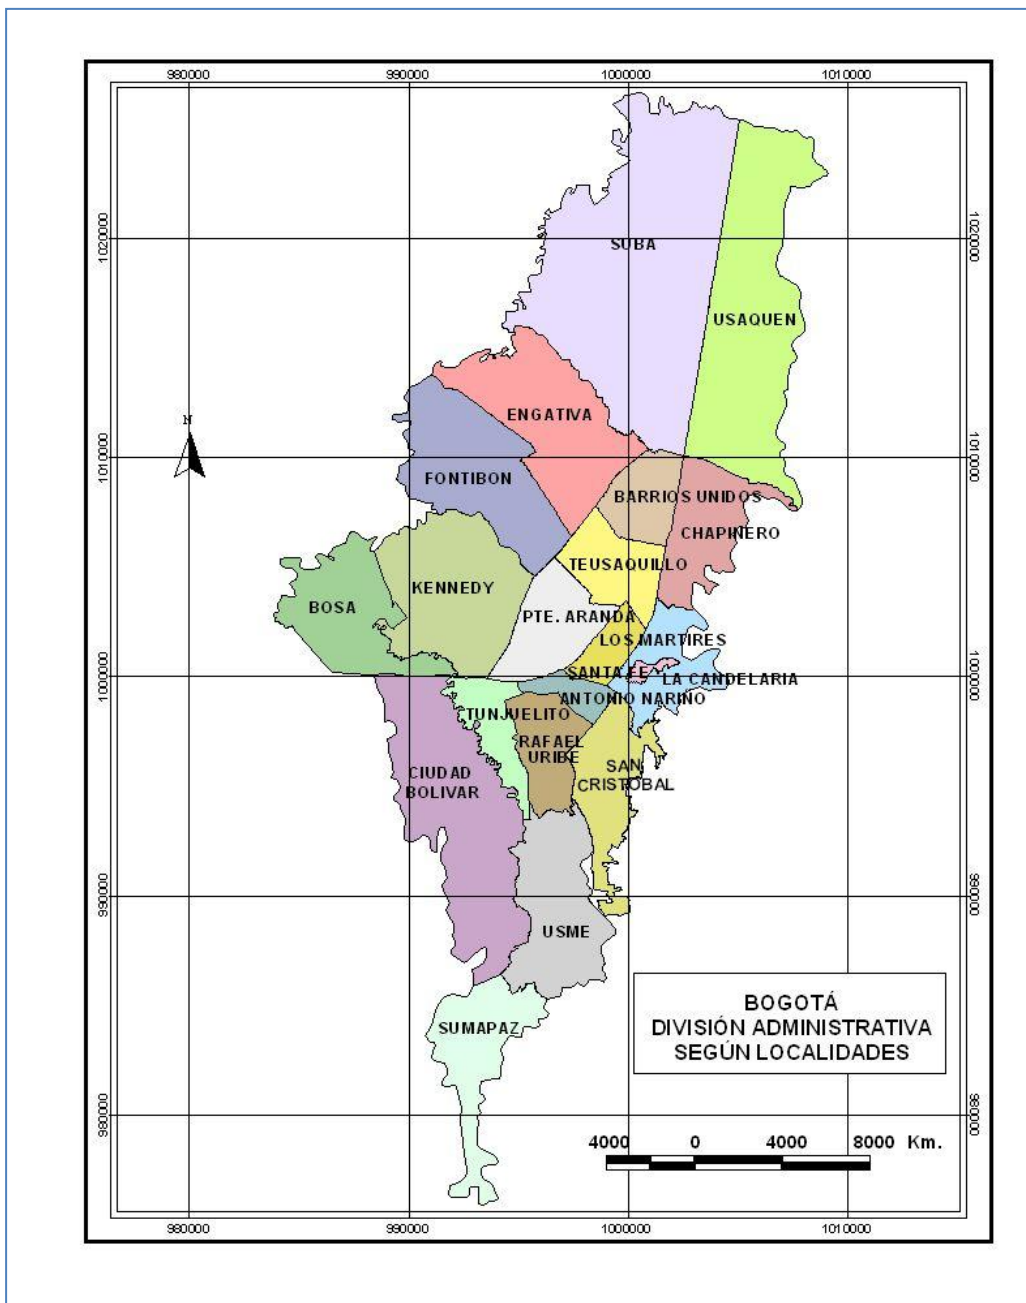 980000 990000 1000000 1010000
1020000 1020000
SUBA
USAQUEN
ENGATIVA
N
1010000 1010000
FONTIBON
BARRIOS UNIDOS
CHAPINERO
TEUSAQUILLO
KENNEDY
BOSA
PTE. ARANDA
LOS MARTIRES
SANTA FE
LA CANDELARIA
1000000 1000000
ANTONIO NARIÑO
TUNJUELITO
RAFAEL
URIBE
SAN
CRISTOBAL
CIUDAD
BOLIVAR
990000 990000
USME
SUMAPAZ
BOGOTÁ
DIVISIÓN ADMINISTRATIVA
SEGÚN LOCALIDADES
980000 980000
4000 0 4000 8000 Km.
980000 990000 1000000 1010000